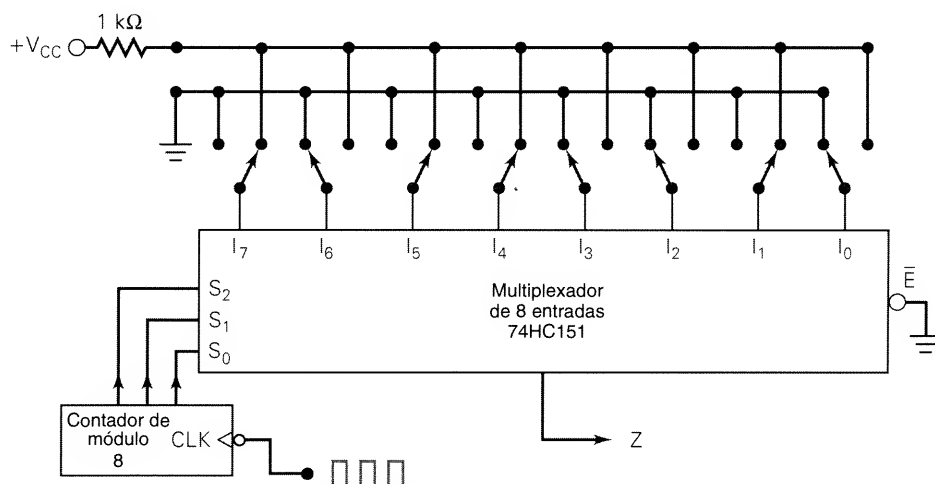 1 kΩ
+V_CC
I_7 I_6 I_5 I_4 I_3 I_2 I_1 I_0
E̅
S_2
S_1
S_0
Multiplexador
de 8 entradas
74HC151
Contador de
módulo
8
CLK
Z